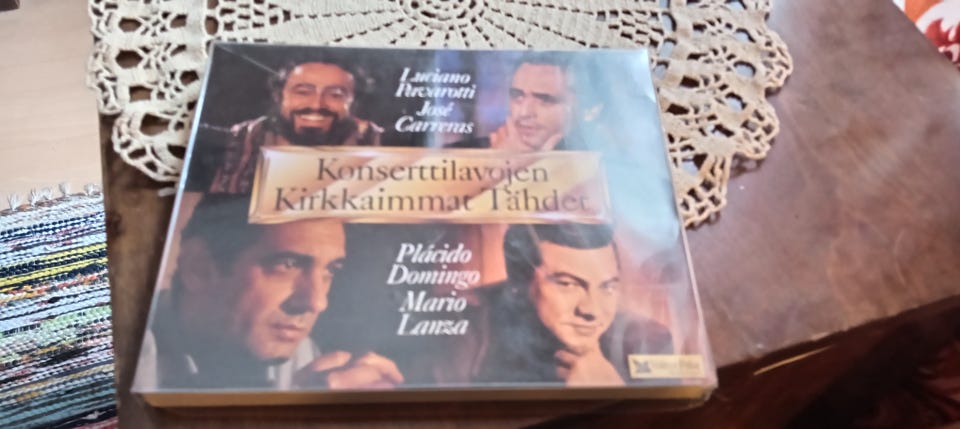 Luciano
Pavarotti
José
Carreras
Konserttilavojen
Kirkkaimmat Tähdet
Plácido
Domingo
Mario
Lanza